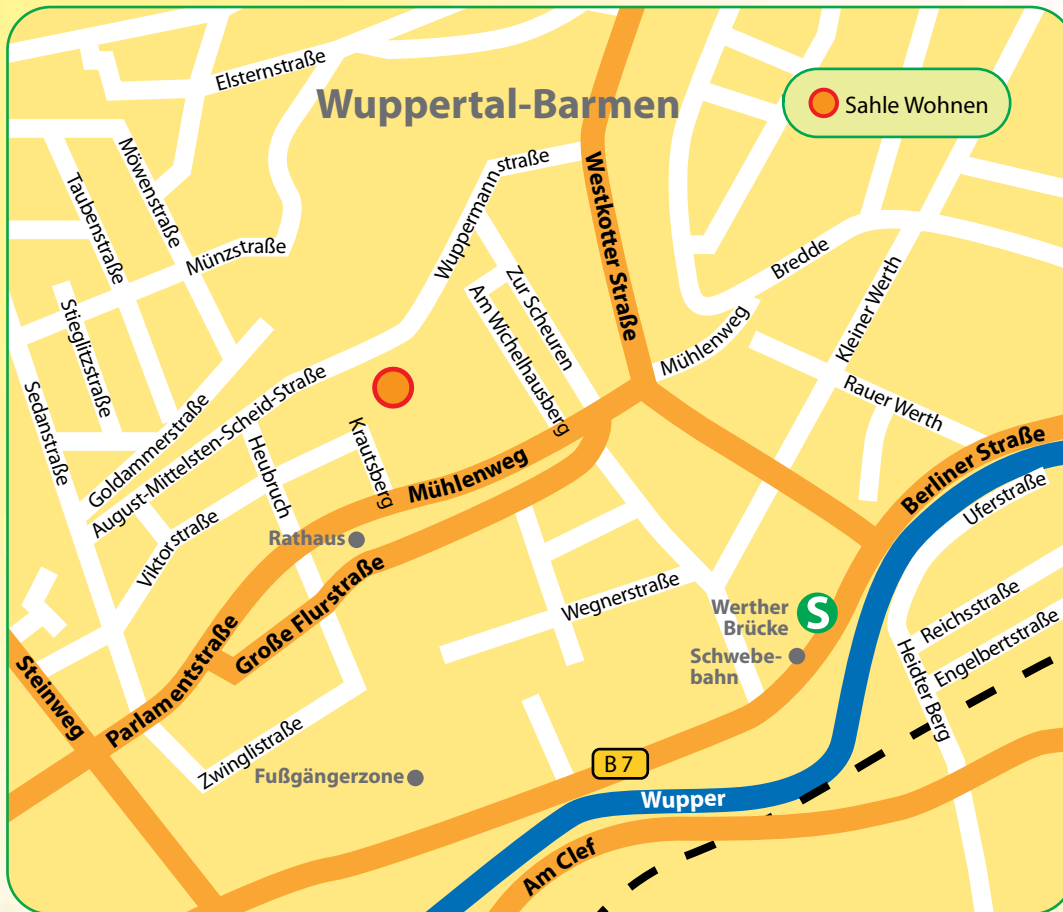 Elsternstraße
Wuppertal-Barmen
Sahle Wohnen
Möwenstraße
Taubenstraße
Münzstraße
Stieglitzstraße
Sedanstraße
Wuppermannstraße
Westkotter Straße
Zur Scheuren
Am Wichelhausberg
Bredde
Mühlenweg
Kleiner Werth
Rauer Werth
Goldammerstraße
August-Mittelsten-Scheid-Straße
Heubruch
Krautsberg
Viktorstraße
Mühlenweg
Rathaus
Große Flurstraße
Parlamentstraße
Steinweg
Zwinglistraße
Fußgängerzone
Wegnerstraße
Berliner Straße
Uferstraße
Werther
Brücke
S
Schwebe-
bahn
Reichsstraße
Engelbertstraße
Heidter Berg
B 7
Wupper
Am Clef